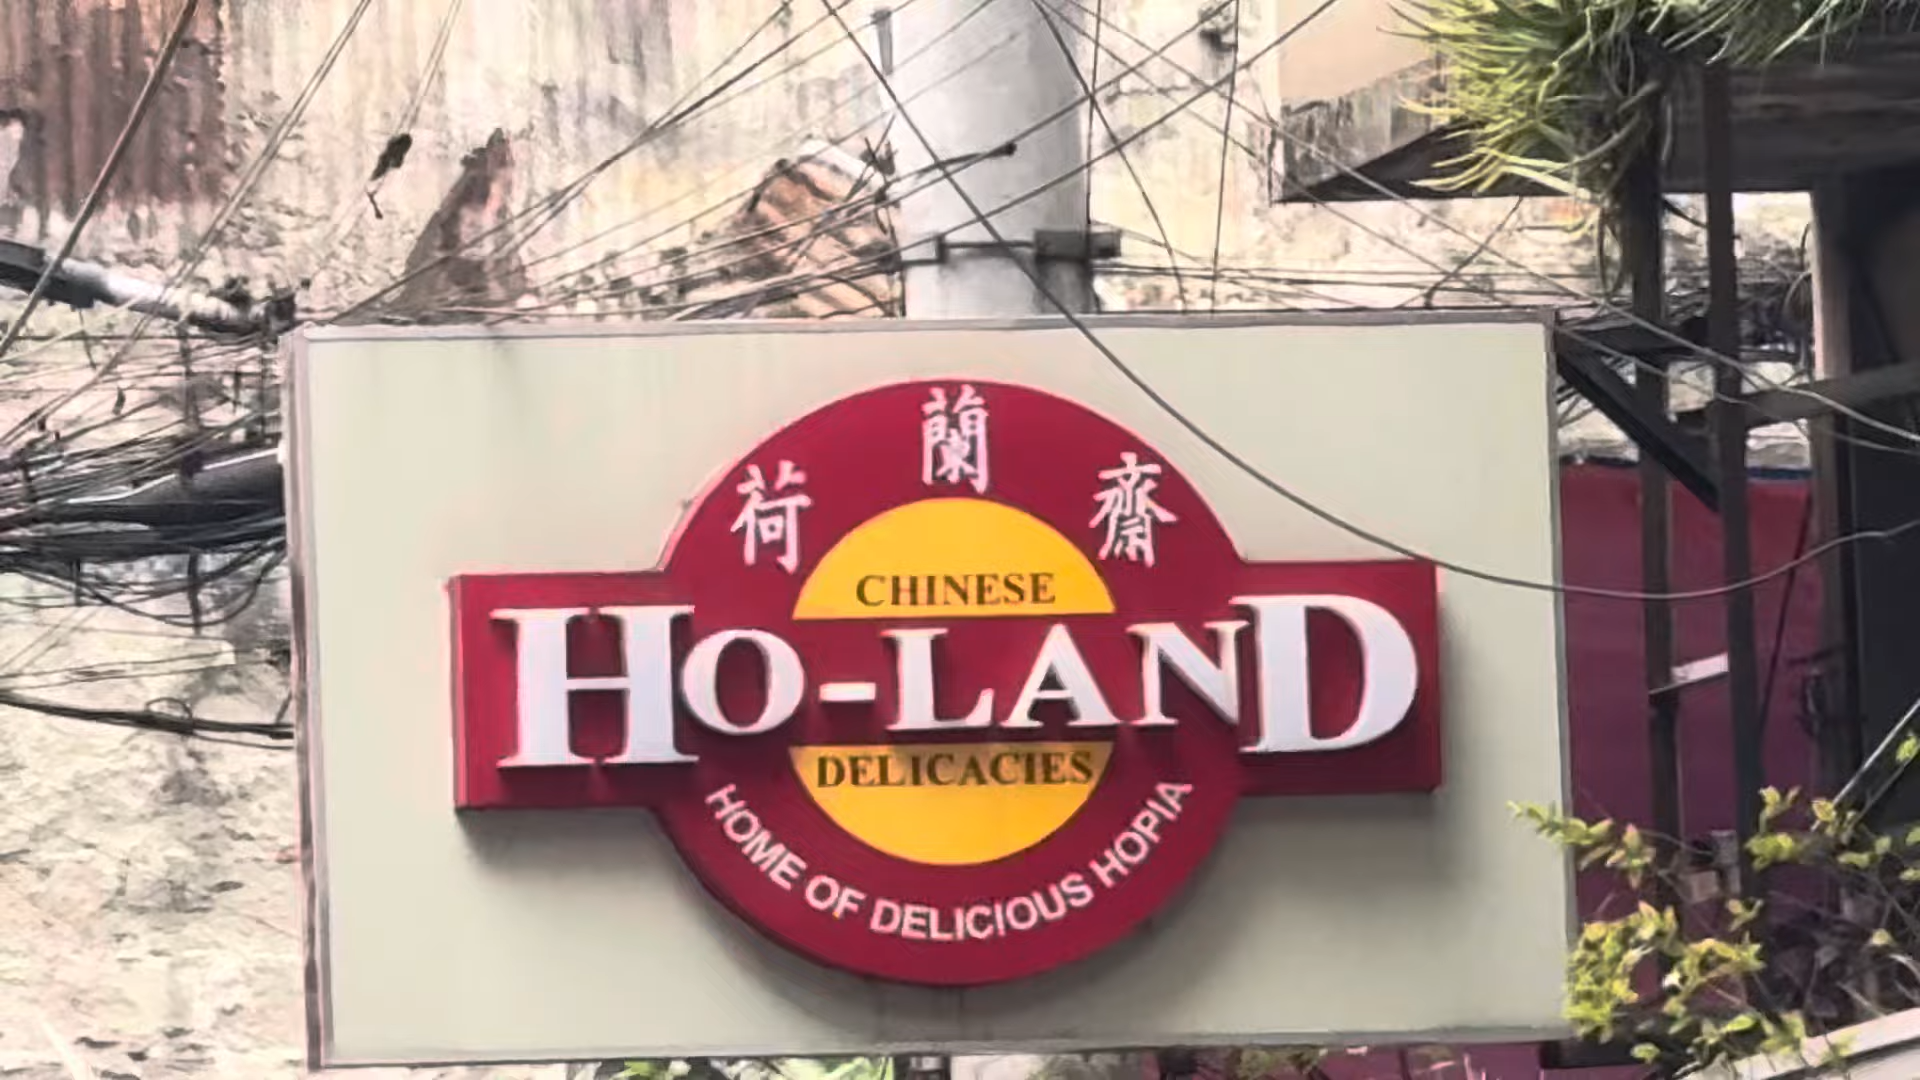 荷蘭齋
CHINESE
HO-LAND
DELICACIES
HOME OF DELICIOUS HOPIA